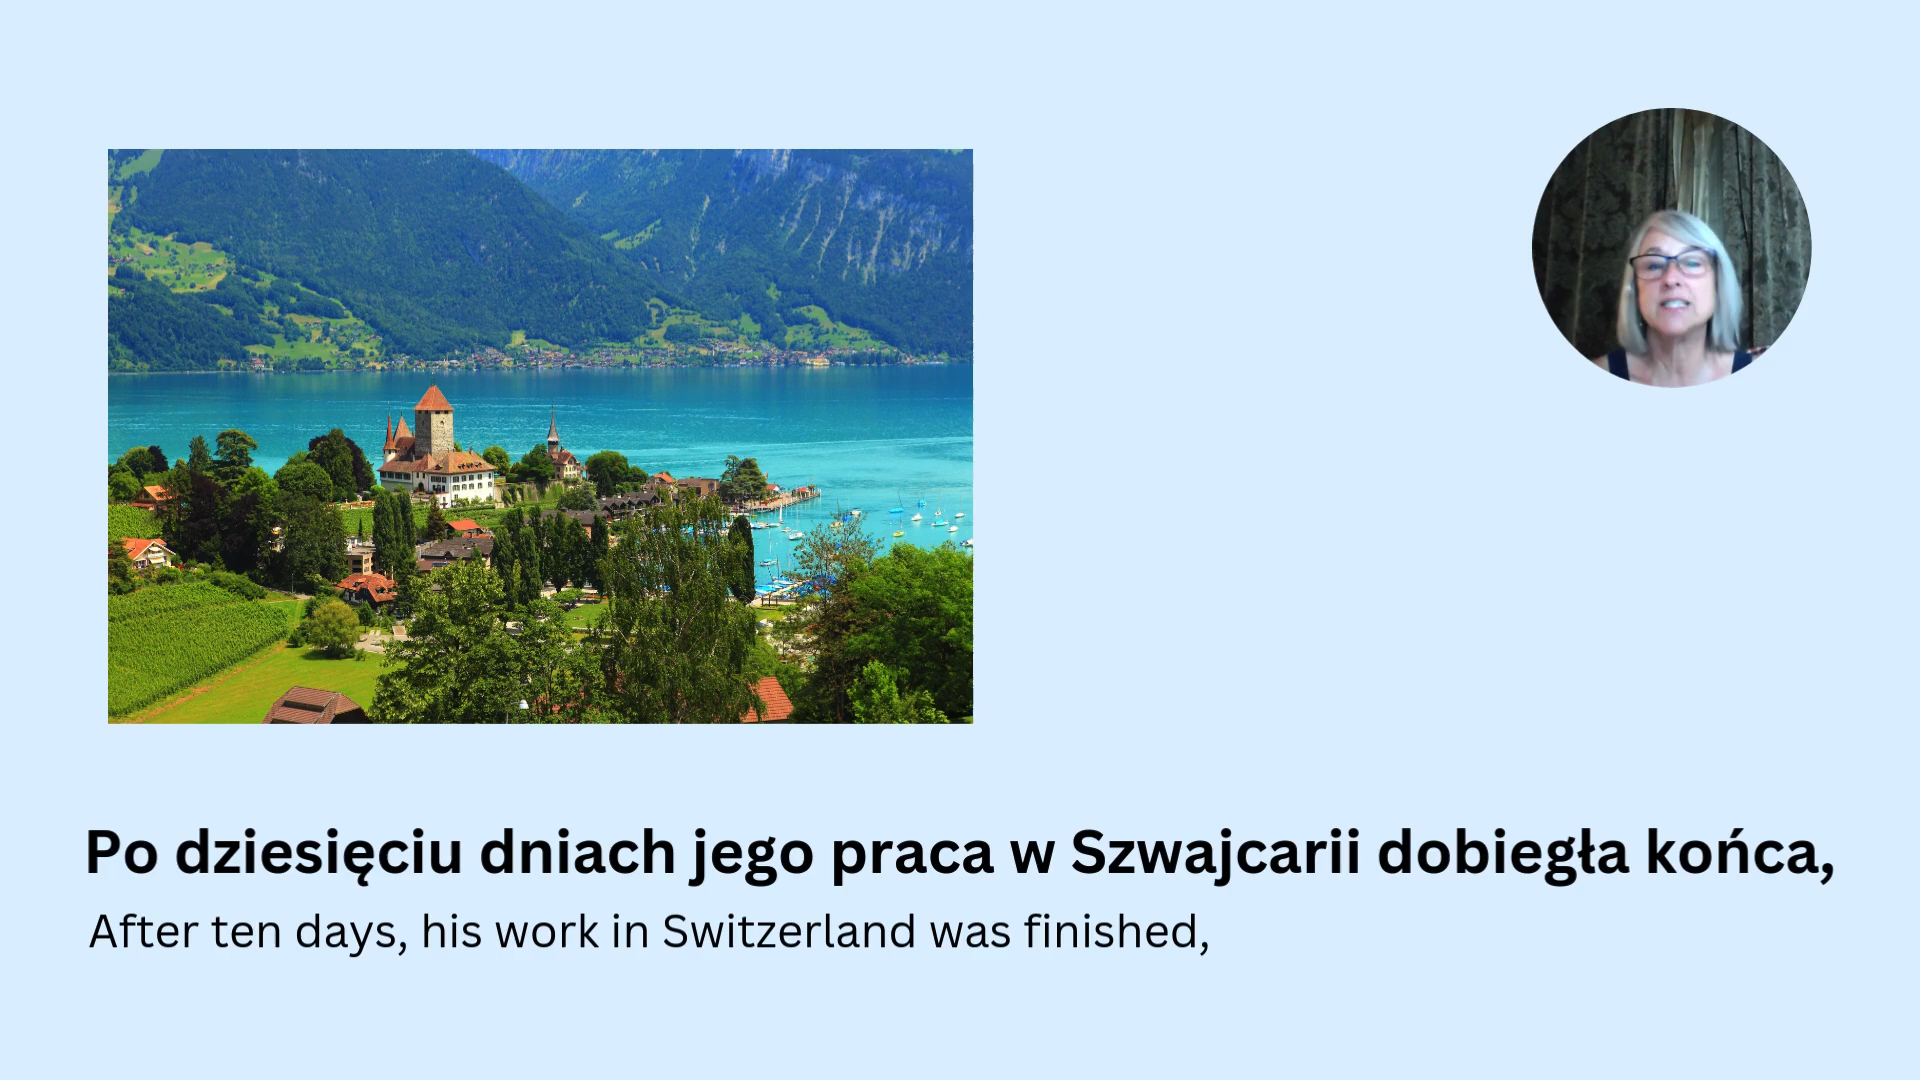 Po dziesięciu dniach jego praca w Szwajcarii dobiegła końca,
After ten days, his work in Switzerland was finished,